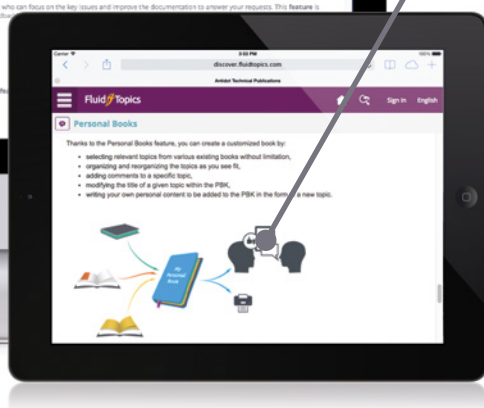 who can focus on the key issues and improve the documentation to answer your requests. This feature is
Carrier
3:03 PM
100%
discover.fluidtopics.com
Antidot Technical Publications
Fluid Topics
Sign in
English
Personal Books
Thanks to the Personal Books feature, you can create a customized book by:
• selecting relevant topics from various existing books without limitation,
• organizing and reorganizing the topics as you see fit,
• adding comments to a specific topic,
• modifying the title of a given topic within the PBK,
• writing your own personal content to be added to the PBK in the form of a new topic.
My
Personal
Book